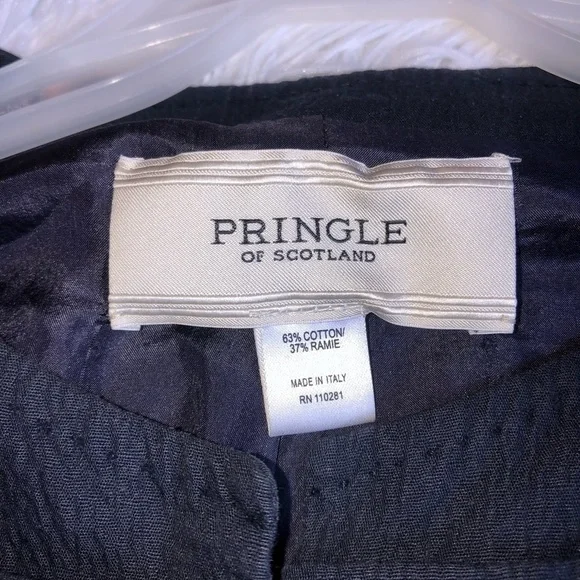 PRINGLE
OF SCOTLAND
63% COTTON/
37% RAMIE
MADE IN ITALY
RN 110281